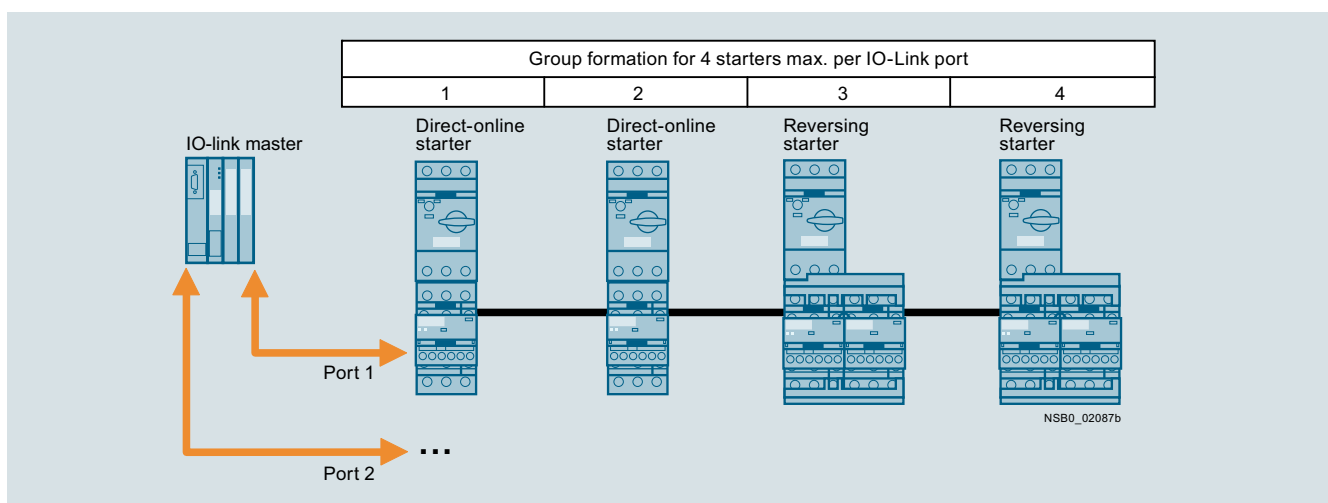 Group formation for 4 starters max. per IO-Link port
1 2 3 4
Direct-online
starter
Direct-online
starter
Reversing
starter
Reversing
starter
IO-link master
Port 1
NSB0_02087b
...
Port 2